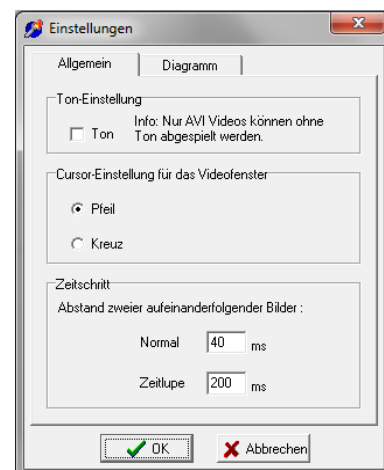 Einstellungen
Allgemein Diagramm
Ton-Einstellung
Ton
Info: Nur AVI Videos können ohne
Ton abgespielt werden.
Cursor-Einstellung für das Videofenster
Pfeil
Kreuz
Zeitschritt
Abstand zweier aufeinanderfolgender Bilder :
Normal 40 ms
Zeitlupe 200 ms
OK Abbrechen